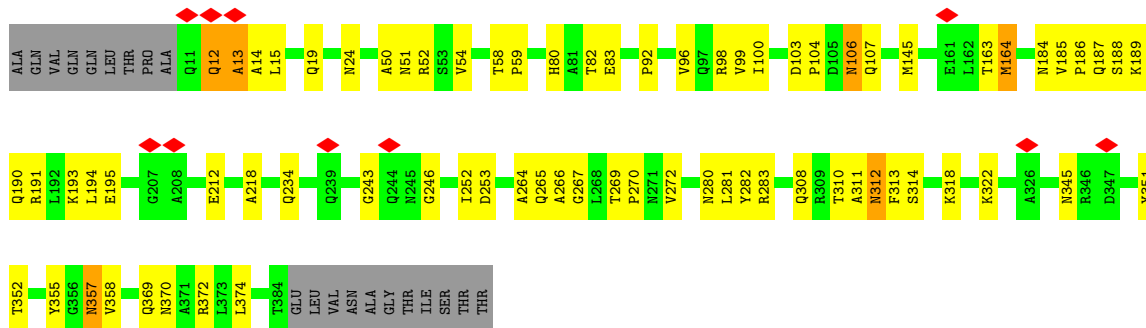 ALA GLN VAL GLN GLN LEU THR PRO ALA Q11 Q12 A13 A14 L15 Q19 N24 A50 N51 R52 S53 V54 T58 P59 H80 A81 T82 E83 P92 V96 Q97 R98 V99 I100 D103 P104 D105 N106 Q107 M145 E161 L162 T163 M164 N184 V185 P186 Q187 S188 K189
Q190 R191 L192 K193 L194 E195 G207 A208 E212 A218 Q234 Q239 G243 Q244 N245 G246 I252 D253 A264 Q265 A266 G267 L268 T269 P270 N271 V272 N280 L281 Y282 R283 Q308 R309 T310 A311 N312 F313 S314 K318 K322 A326 N345 R346 D347
T352 Y355 G356 N357 V358 Q369 N370 A371 R372 L373 L374 T384 GLU LEU VAL ASN ALA GLY THR ILE SER THR THR